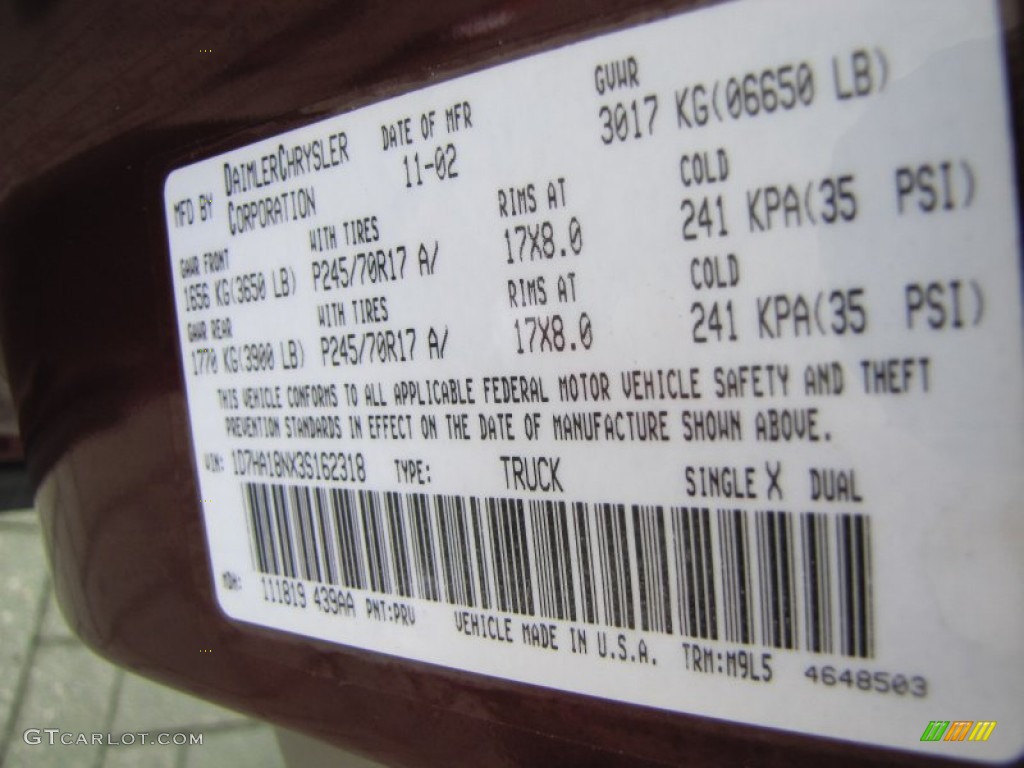 MFD BY DAIMLERCHRYSLER CORPORATION DATE OF MFR 11-02 GVWR 3017 KG(06650 LB)
GAWR FRONT WITH TIRES RIMS AT COLD
1656 KG(3650 LB) P245/70R17 A/ 17X8.0 241 KPA(35 PSI)
GAWR REAR WITH TIRES RIMS AT COLD
1770 KG(3900 LB) P245/70R17 A/ 17X8.0 241 KPA(35 PSI)
THIS VEHICLE CONFORMS TO ALL APPLICABLE FEDERAL MOTOR VEHICLE SAFETY AND THEFT
PREVENTION STANDARDS IN EFFECT ON THE DATE OF MANUFACTURE SHOWN ABOVE.
VIN: 1D7HA18NX3S162318 TYPE: TRUCK SINGLE X DUAL
MDH: 111819 439AA PNT:PRV VEHICLE MADE IN U.S.A. TRM:M9L5 4648503
GTCARLOT.COM